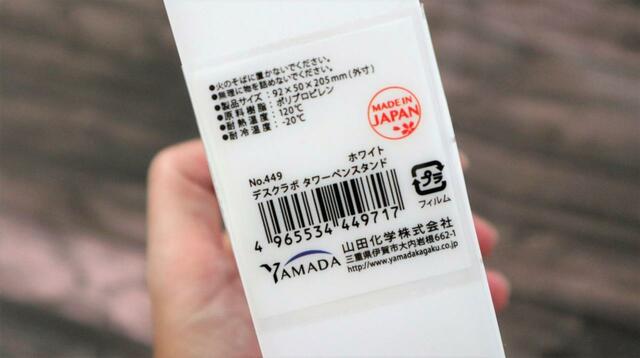 ●火のそばに置かないでください。
●無理に物を詰めないでください。
●製品サイズ：92×50×205mm（外寸）
●原料樹脂：ポリプロピレン
●耐熱温度：120℃
●耐冷温度：-20℃
MADE IN
JAPAN
ホワイト
No.449
デスクラボ タワーペンスタンド
プラ
フィルム
4 965534 449717
YAMADA
山田化学株式会社
三重県伊賀市大内岩根662-1
http://www.yamadakagaku.co.jp